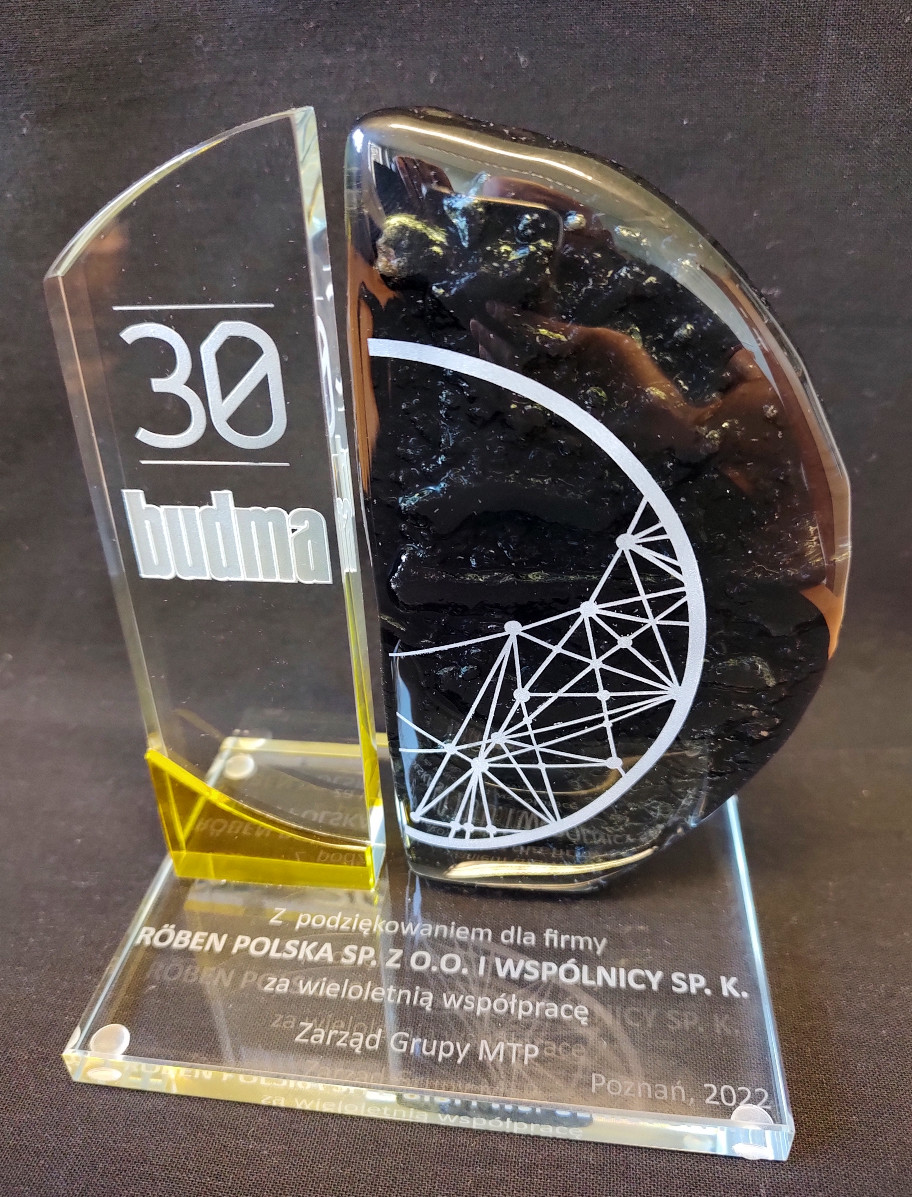 30
budma
Z podziękowaniem dla firmy
RÖBEN POLSKA SP. Z O.O. I WSPÓLNICY SP. K.
za wieloletnią współpracę
Zarząd Grupy MTP
Poznań, 2022